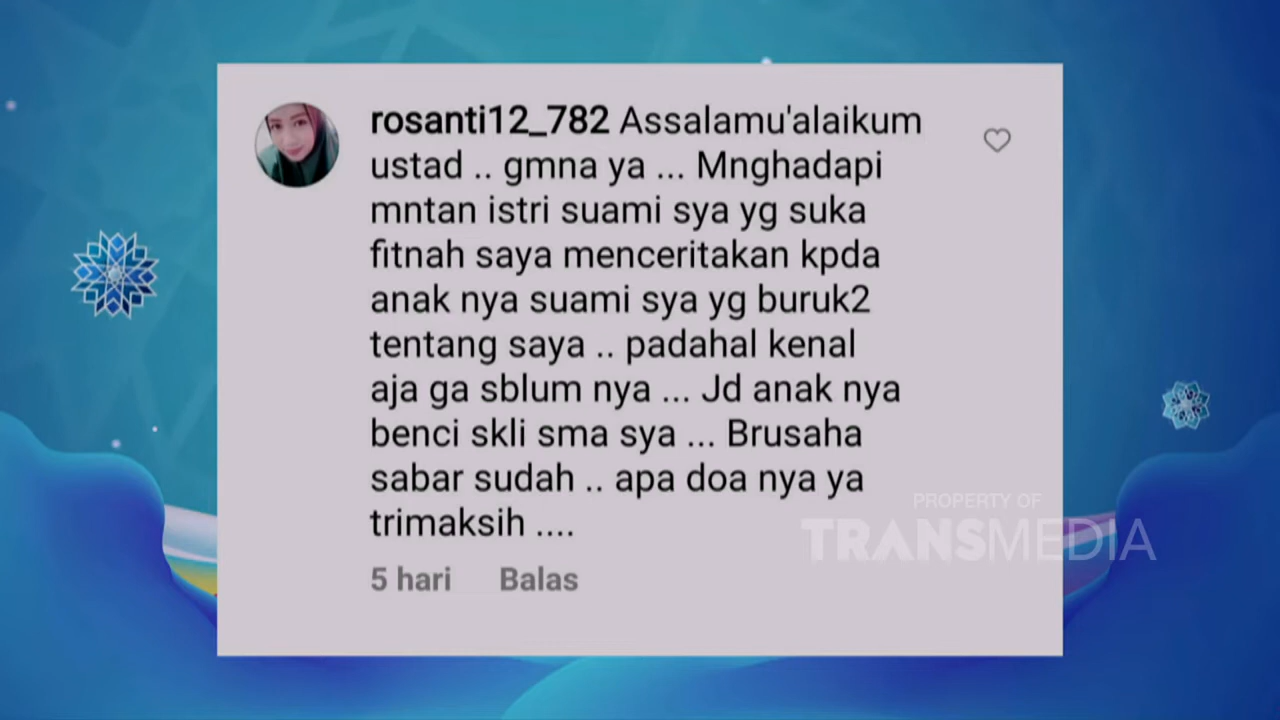 rosanti12_782 Assalamu'alaikum
ustad .. gmna ya ... Mnghadapi
mntan istri suami sya yg suka
fitnah saya menceritakan kpda
anak nya suami sya yg buruk2
tentang saya .. padahal kenal
aja ga sblum nya ... Jd anak nya
benci skli sma sya ... Brusaha
sabar sudah .. apa doa nya ya
trimaksih ....
5 hari Balas
PROPERTY OF
TRANSMEDIA